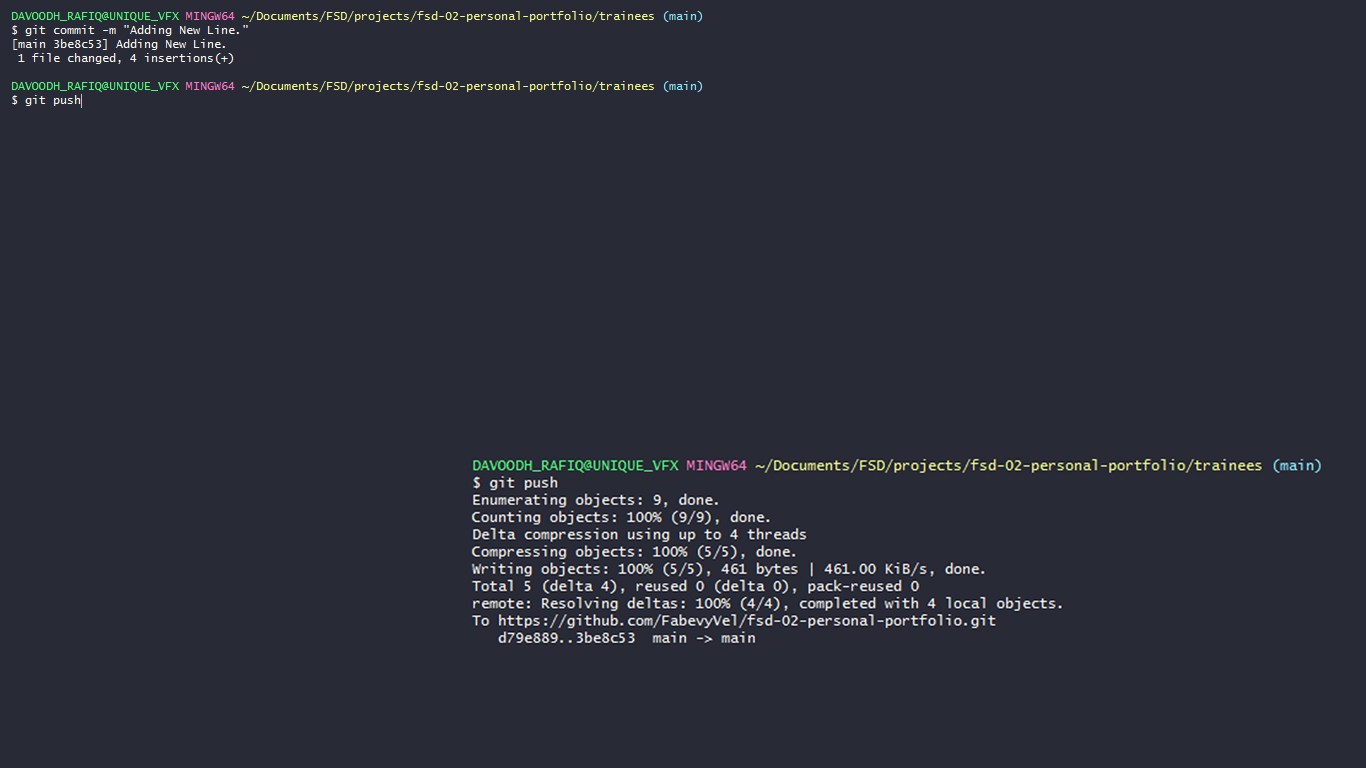 DAVOODH_RAFIQ@UNIQUE_VFX MINGW64 ~/Documents/FSD/projects/fsd-02-personal-portfolio/trainees (main)
$ git commit -m "Adding New Line."
[main 3be8c53] Adding New Line.
 1 file changed, 4 insertions(+)

DAVOODH_RAFIQ@UNIQUE_VFX MINGW64 ~/Documents/FSD/projects/fsd-02-personal-portfolio/trainees (main)
$ git push

DAVOODH_RAFIQ@UNIQUE_VFX MINGW64 ~/Documents/FSD/projects/fsd-02-personal-portfolio/trainees (main)
$ git push
Enumerating objects: 9, done.
Counting objects: 100% (9/9), done.
Delta compression using up to 4 threads
Compressing objects: 100% (5/5), done.
Writing objects: 100% (5/5), 461 bytes | 461.00 KiB/s, done.
Total 5 (delta 4), reused 0 (delta 0), pack-reused 0
remote: Resolving deltas: 100% (4/4), completed with 4 local objects.
To https://github.com/FabevyVel/fsd-02-personal-portfolio.git
   d79e889..3be8c53  main -> main